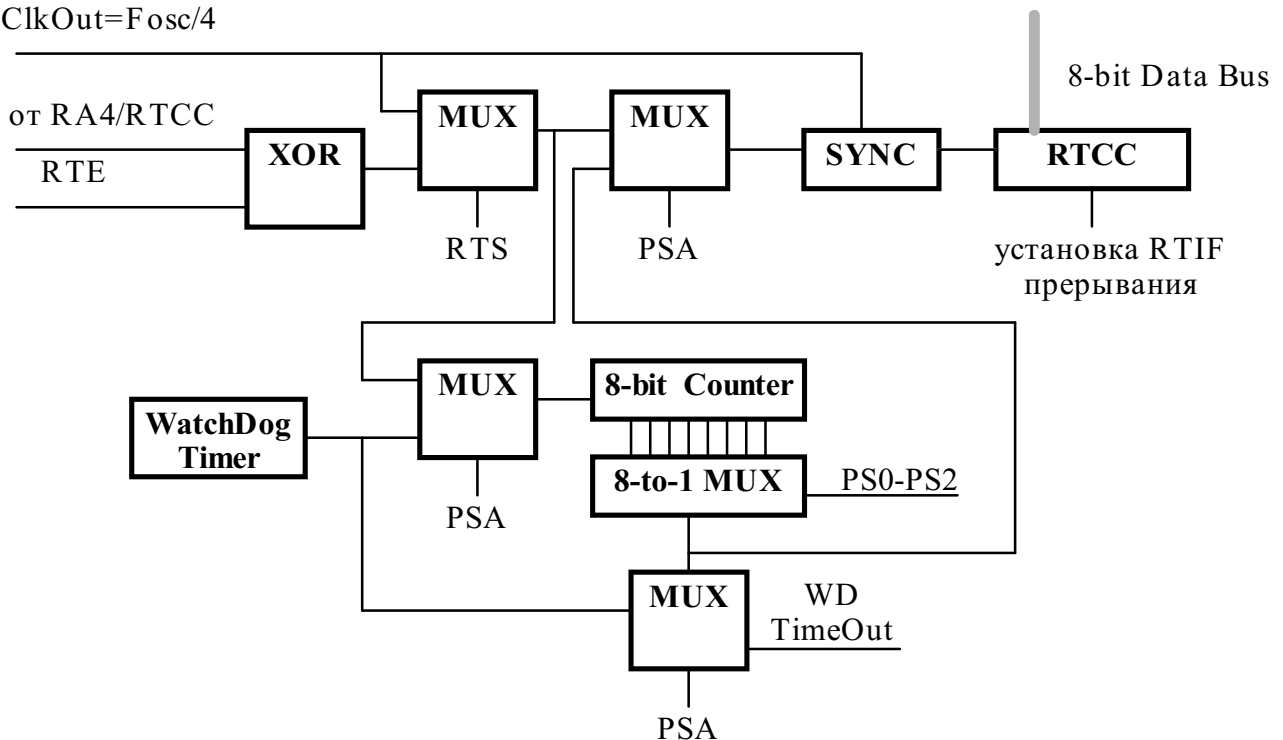 ClkOut=Fosc/4
8-bit Data Bus
от RA4/RTCC
RTE
XOR
MUX
MUX
SYNC
RTCC
RTS
PSA
установка RTIF
прерывания
WatchDog
Timer
MUX
8-bit Counter
8-to-1 MUX
PS0-PS2
PSA
MUX
WD
TimeOut
PSA